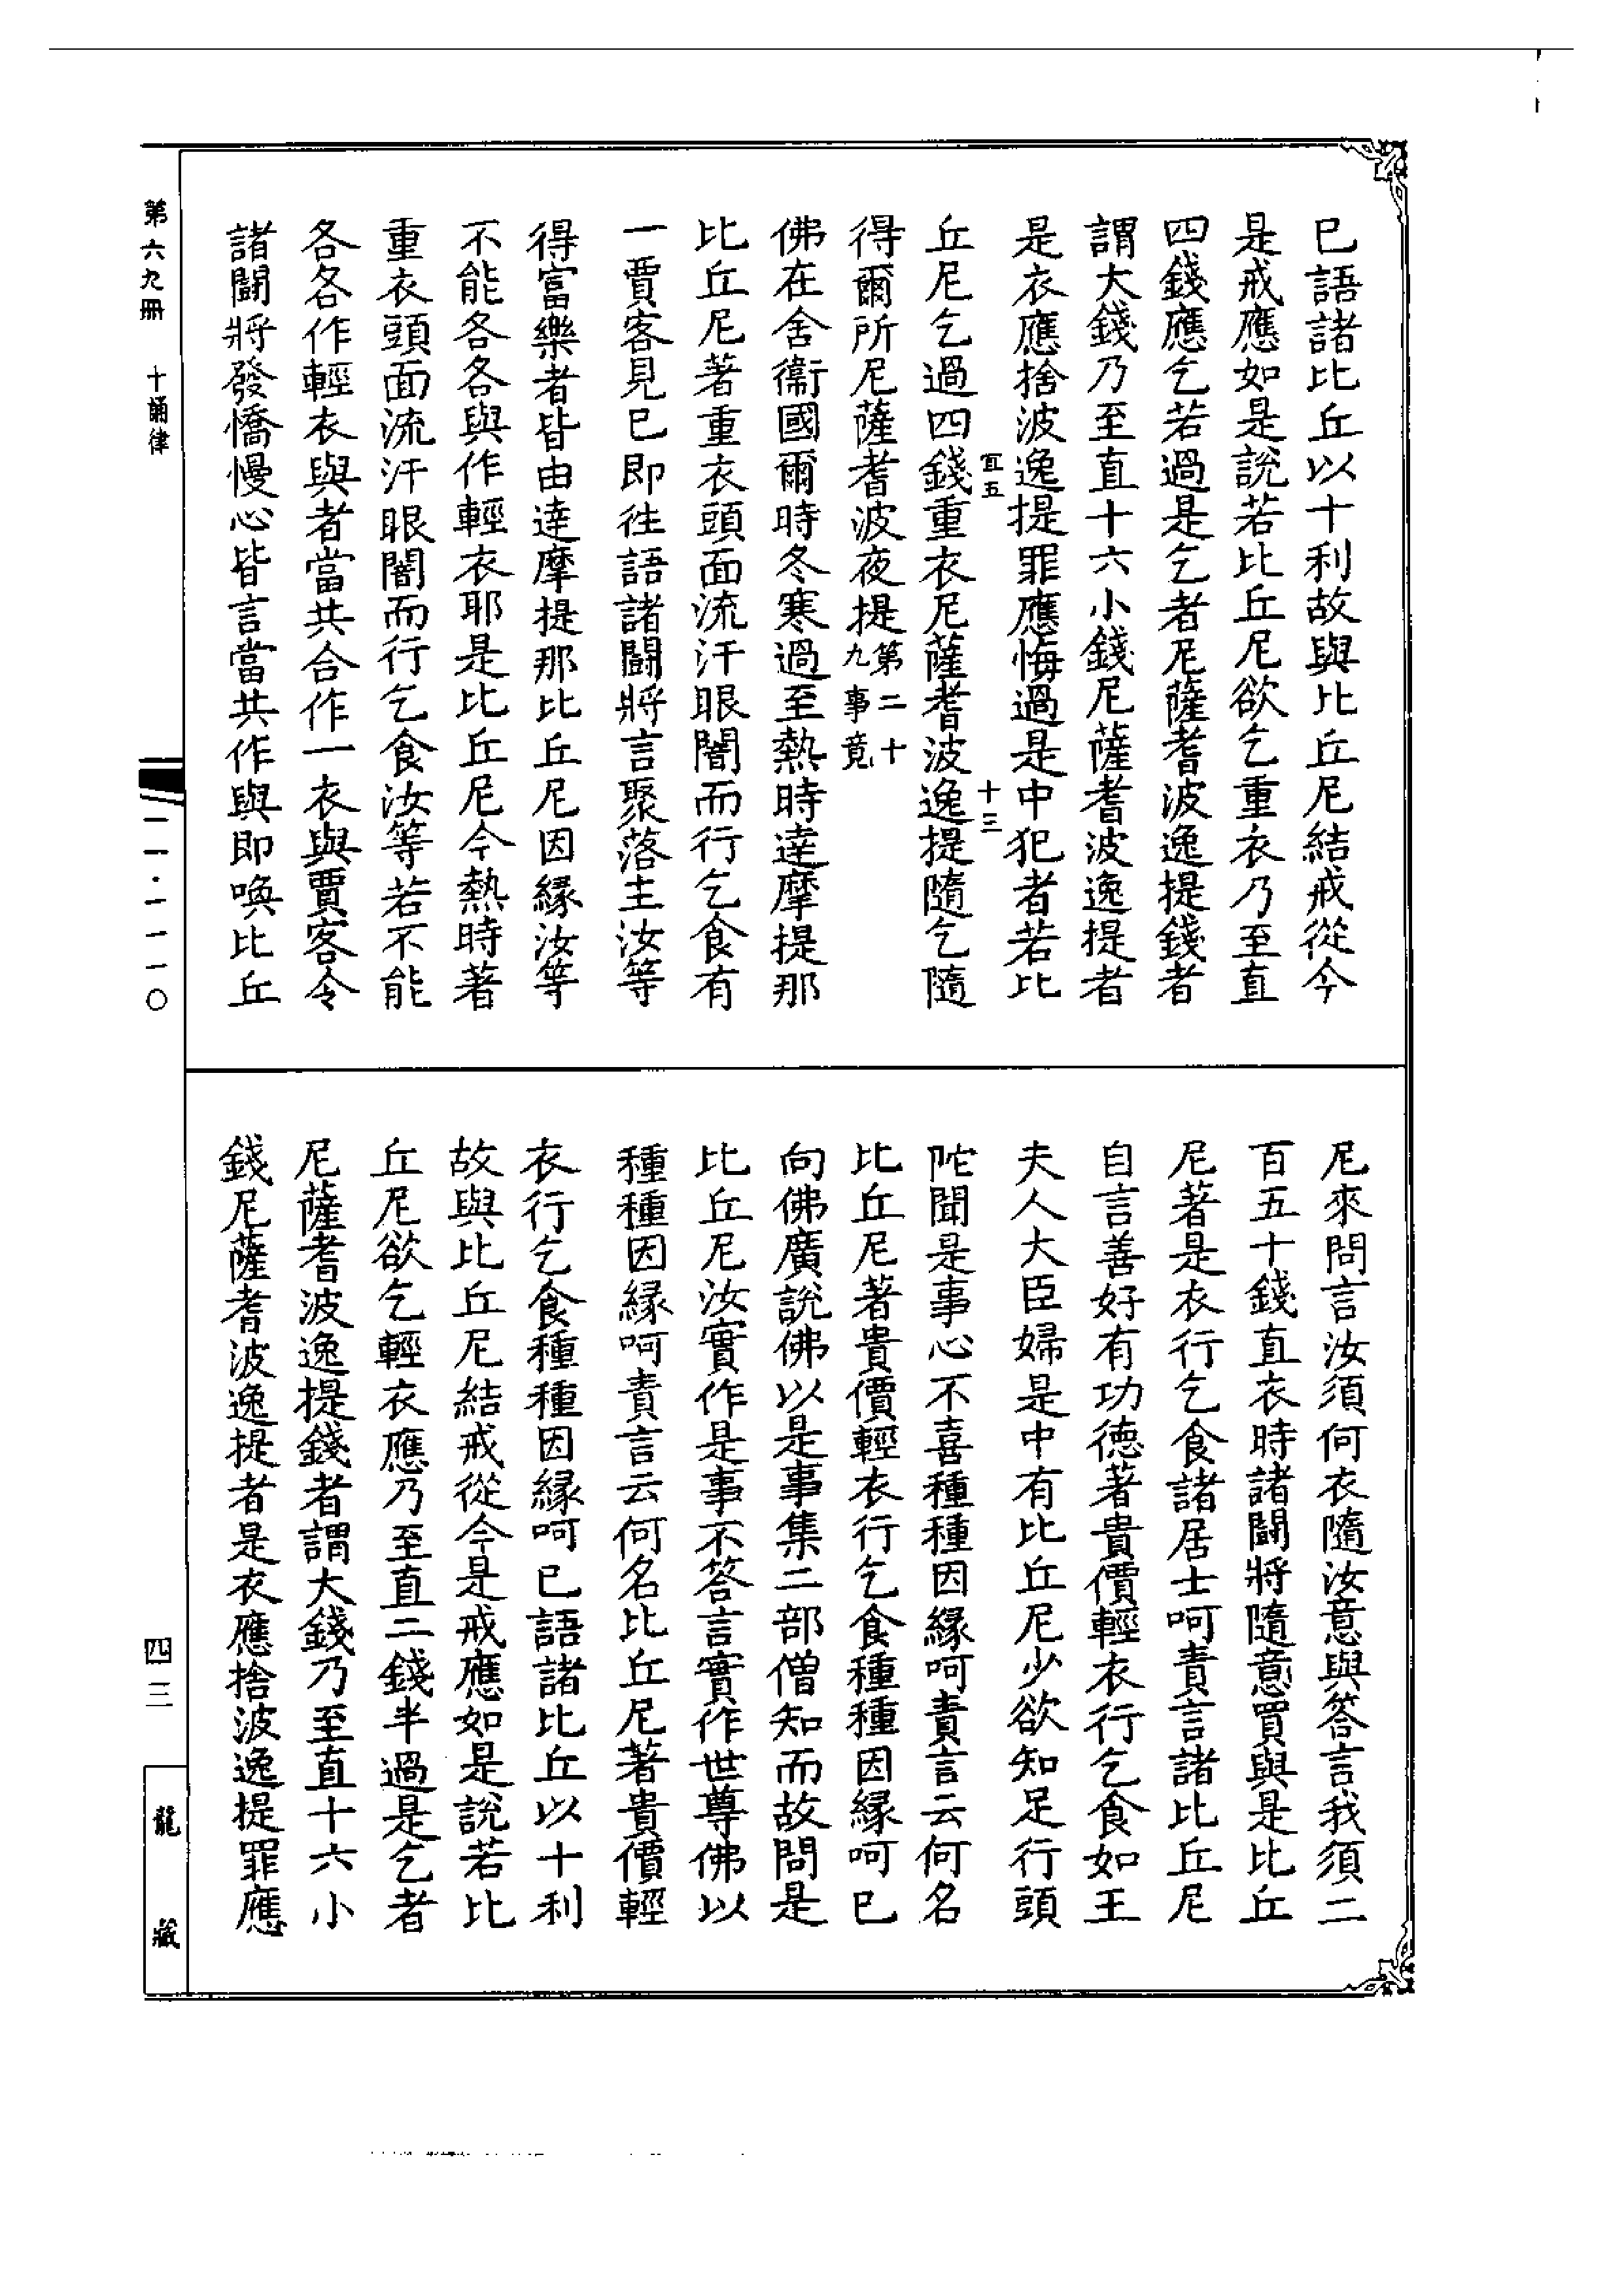 已語諸比丘以十利故與比丘尼結戒從今
是戒應如是說若比丘尼欲乞重衣乃至直
四錢應乞若過是乞者尼薩耆波逸提錢者
謂大錢乃至直十六小錢尼薩耆波逸提者
是衣應捨波逸提罪應悔過是中犯者若比
宜五 十三
丘尼乞過四錢重衣尼薩耆波逸提隨乞隨
得爾所尼薩耆波夜提第二十九事竟
佛在舍衞國爾時冬寒過至熱時達摩提那
比丘尼著重衣頭面流汗眼闇而行乞食有
一賈客見已即往語諸鬪將言聚落主汝等
得富樂者皆由達摩提那比丘尼因緣汝等
不能各各與作輕衣耶是比丘尼今熱時著
重衣頭面流汗眼闇而行乞食汝等若不能
各各作輕衣與者當共合作一衣與賈客令
諸鬪將發憍慢心皆言當共作與即喚比丘
尼來問言汝須何衣隨汝意與答言我須二
百五十錢直衣時諸鬪將隨意買與是比丘
尼著是衣行乞食諸居士呵責言諸比丘尼
自言善好有功德著貴價輕衣行乞食如王
夫人大臣婦是中有比丘尼少欲知足行頭
陀聞是事心不喜種種因緣呵責言云何名
比丘尼著貴價輕衣行乞食種種因緣呵已
向佛廣說佛以是事集二部僧知而故問是
比丘尼汝實作是事不答言實作世尊佛以
種種因緣呵責言云何名比丘尼著貴價輕
衣行乞食種種因緣呵已語諸比丘以十利
故與比丘尼結戒從今是戒應如是說若比
丘尼欲乞輕衣應乃至直二錢半過是乞者
尼薩耆波逸提錢者謂大錢乃至直十六小
錢尼薩耆波逸提者是衣應捨波逸提罪應
第六九冊 十誦律
一一·一一一〇
四三
龍藏